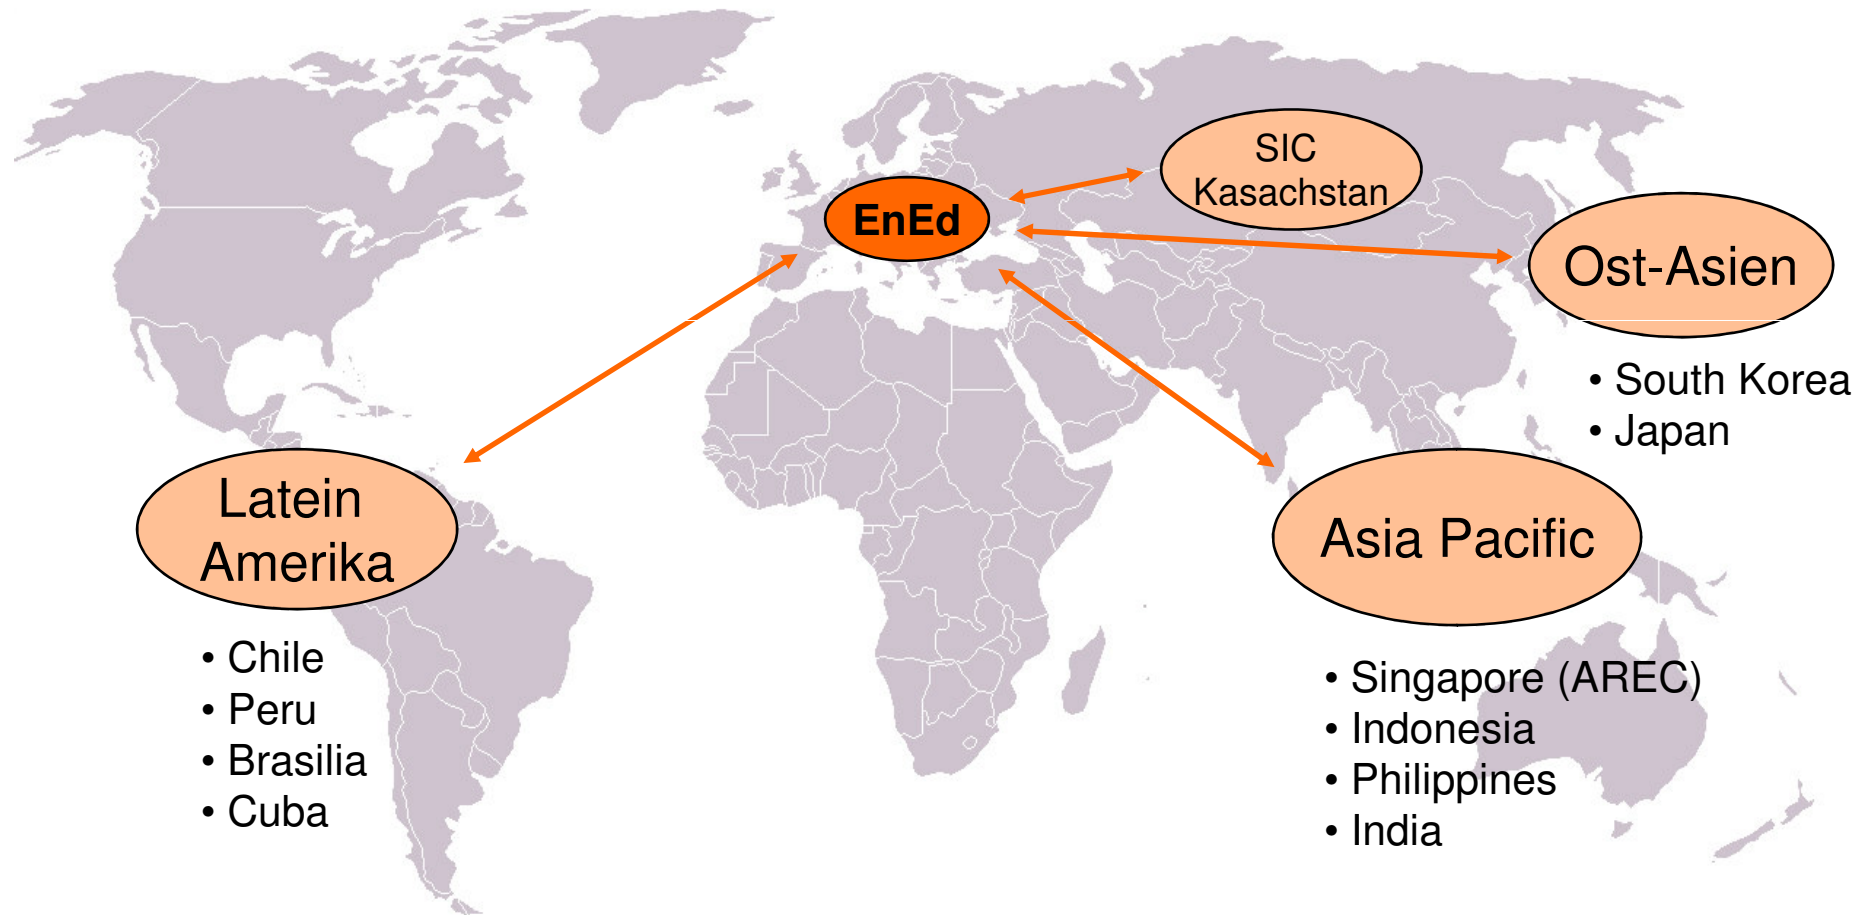 SIC
Kasachstan
EnEd
Ost-Asien
• South Korea
• Japan
Latein
Amerika
• Chile
• Peru
• Brasilia
• Cuba
Asia Pacific
• Singapore (AREC)
• Indonesia
• Philippines
• India